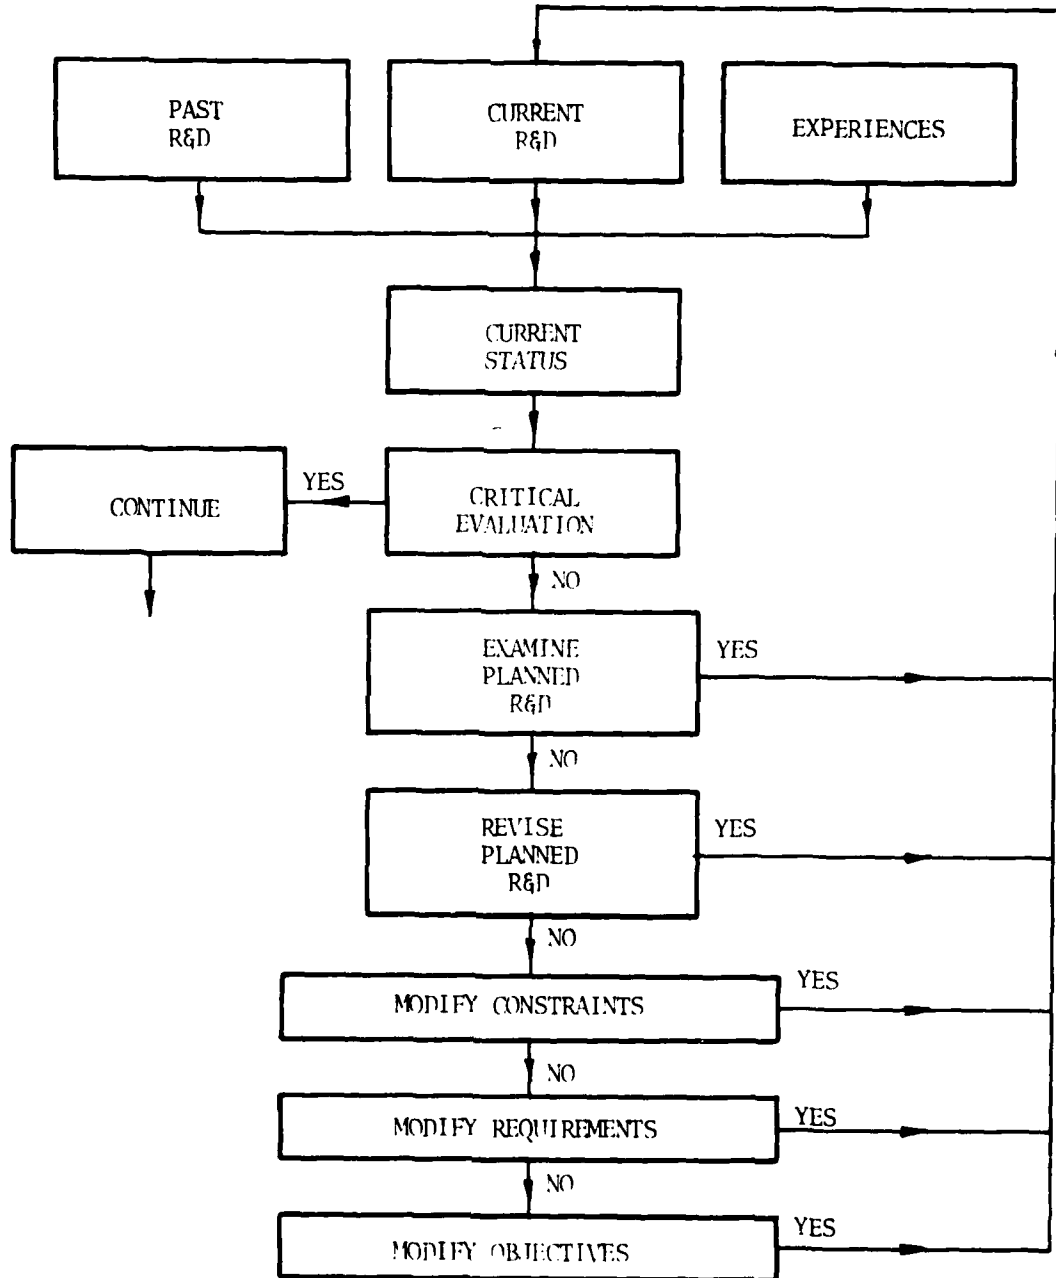 PAST
R&D
CURRENT
R&D
EXPERIENCES
CURRENT
STATUS
YES
CONTINUE
CRITICAL
EVALUATION
NO
EXAMINE
PLANNED
R&D
YES
NO
REVISE
PLANNED
R&D
YES
NO
MODIFY CONSTRAINTS
YES
NO
MODIFY REQUIREMENTS
YES
NO
MODIFY OBJECTIVES
YES